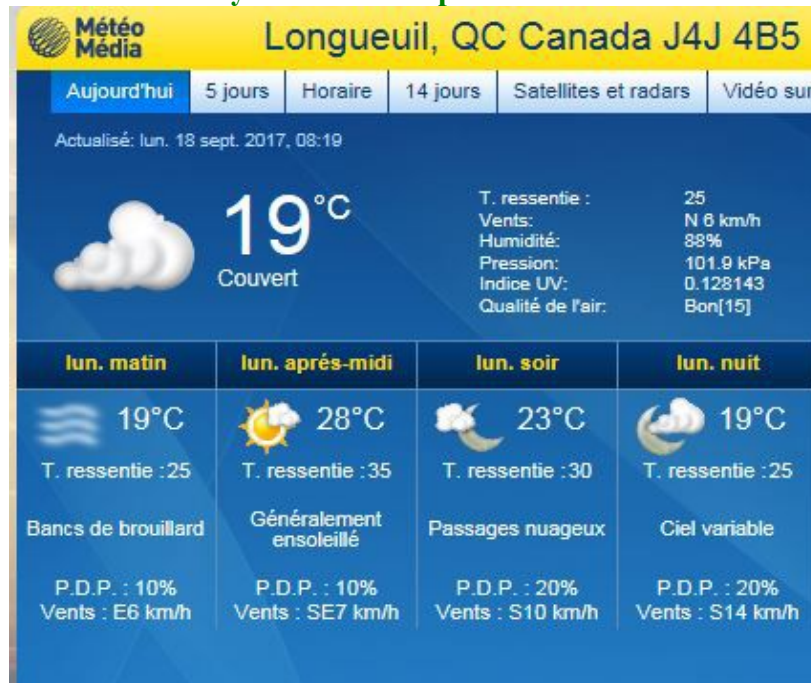 Météo
Média
Longueuil, QC Canada J4J 4B5
Aujourd'hui 5 jours Horaire 14 jours Satellites et radars Vidéo sur
Actualisé: lun. 18 sept. 2017, 08:19
19°C
Couvert
T. ressentie : 25
Vents: N 6 km/h
Humidité: 88%
Pression: 101.9 kPa
Indice UV: 0.128143
Qualité de l'air: Bon[15]
lun. matin lun. aprés-midi lun. soir lun. nuit
19°C 28°C 23°C 19°C
T. ressentie :25 T. ressentie :35 T. ressentie :30 T. ressentie :25
Bancs de brouillard Généralement ensoleillé Passages nuageux Ciel variable
P.D.P. : 10% P.D.P. : 10% P.D.P. : 20% P.D.P. : 20%
Vents : E6 km/h Vents : SE7 km/h Vents : S10 km/h Vents : S14 km/h